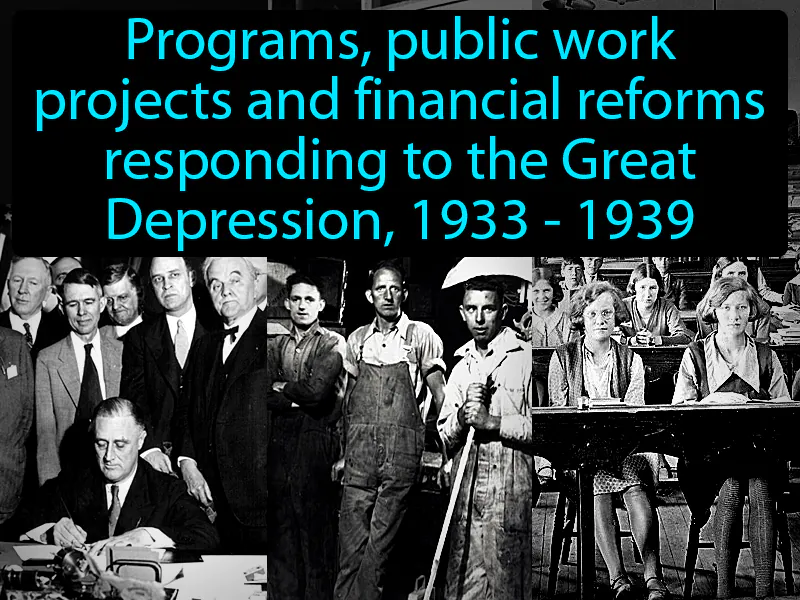 Programs, public work
projects and financial reforms
responding to the Great
Depression, 1933 - 1939